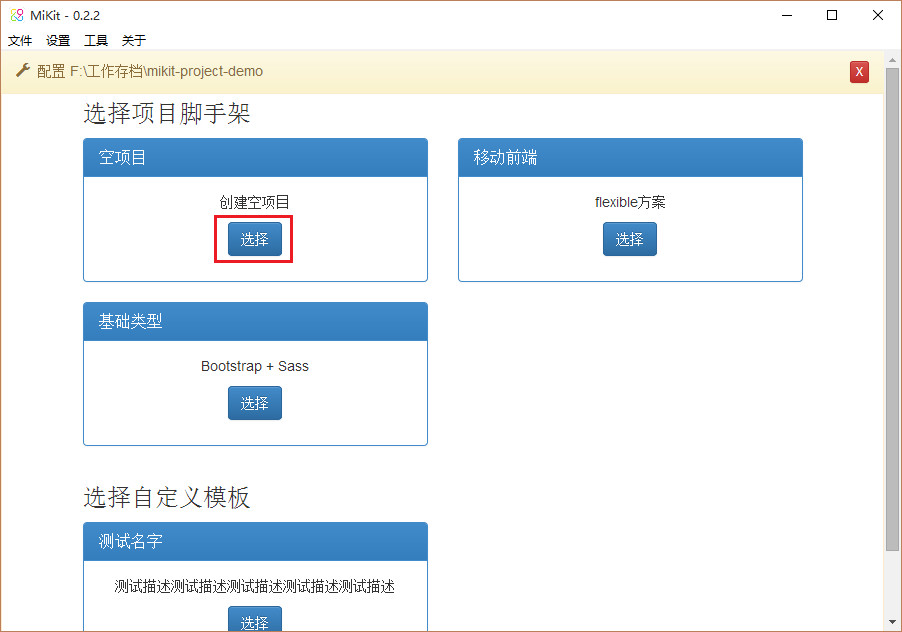 MiKit - 0.2.2
文件 设置 工具 关于
配置 F:\工作存档\mikit-project-demo
X
选择项目脚手架
空项目
创建空项目
选择
移动前端
flexible方案
选择
基础类型
Bootstrap + Sass
选择
选择自定义模板
测试名字
测试描述测试描述测试描述测试描述测试描述
选择